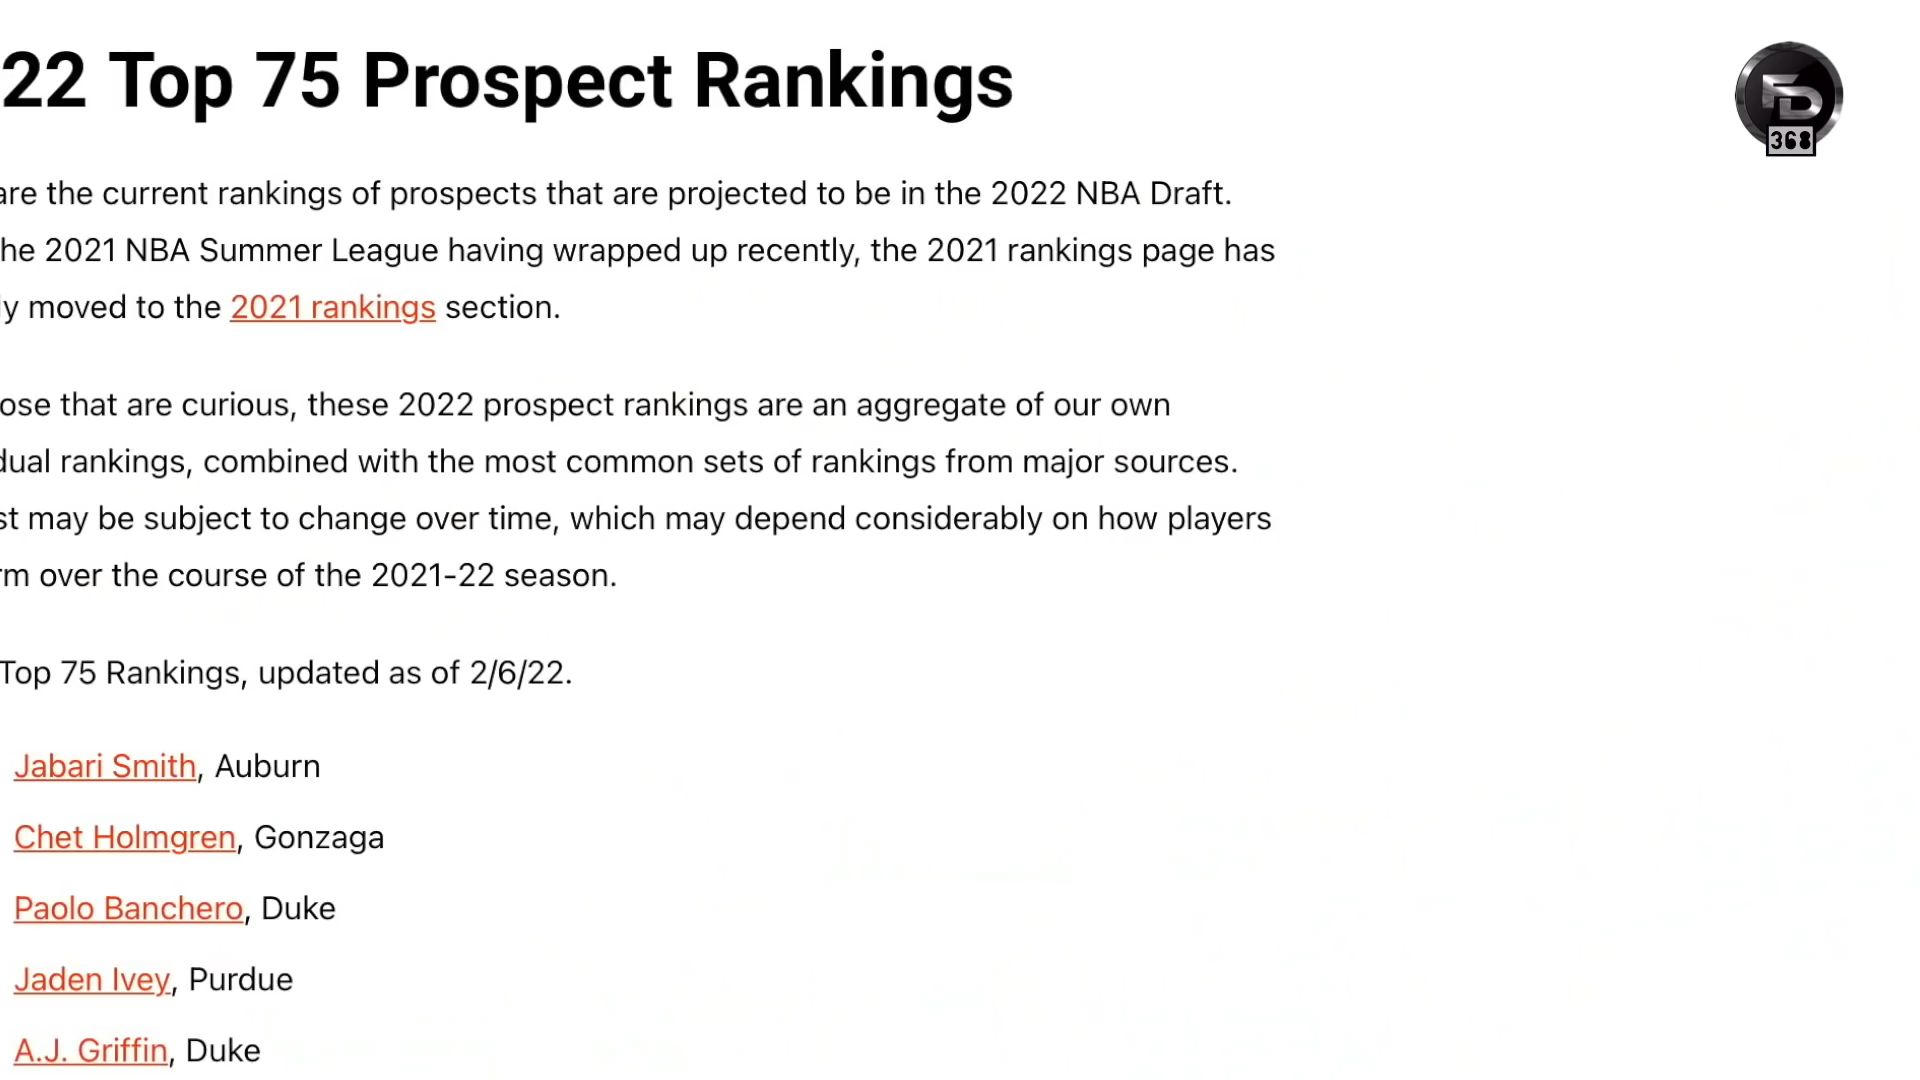 22 Top 75 Prospect Rankings
368
are the current rankings of prospects that are projected to be in the 2022 NBA Draft.
he 2021 NBA Summer League having wrapped up recently, the 2021 rankings page has
ly moved to the 2021 rankings section.
ose that are curious, these 2022 prospect rankings are an aggregate of our own
dual rankings, combined with the most common sets of rankings from major sources.
st may be subject to change over time, which may depend considerably on how players
rm over the course of the 2021-22 season.
Top 75 Rankings, updated as of 2/6/22.
Jabari Smith, Auburn
Chet Holmgren, Gonzaga
Paolo Banchero, Duke
Jaden Ivey, Purdue
A.J. Griffin, Duke